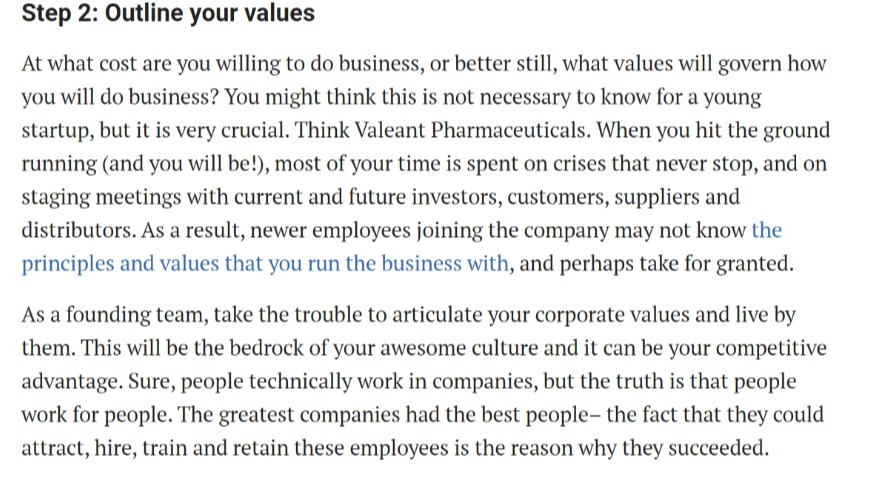 Step 2: Outline your values
At what cost are you willing to do business, or better still, what values will govern how
you will do business? You might think this is not necessary to know for a young
startup, but it is very crucial. Think Valeant Pharmaceuticals. When you hit the ground
running (and you will be!), most of your time is spent on crises that never stop, and on
staging meetings with current and future investors, customers, suppliers and
distributors. As a result, newer employees joining the company may not know the
principles and values that you run the business with, and perhaps take for granted.
As a founding team, take the trouble to articulate your corporate values and live by
them. This will be the bedrock of your awesome culture and it can be your competitive
advantage. Sure, people technically work in companies, but the truth is that people
work for people. The greatest companies had the best people– the fact that they could
attract, hire, train and retain these employees is the reason why they succeeded.